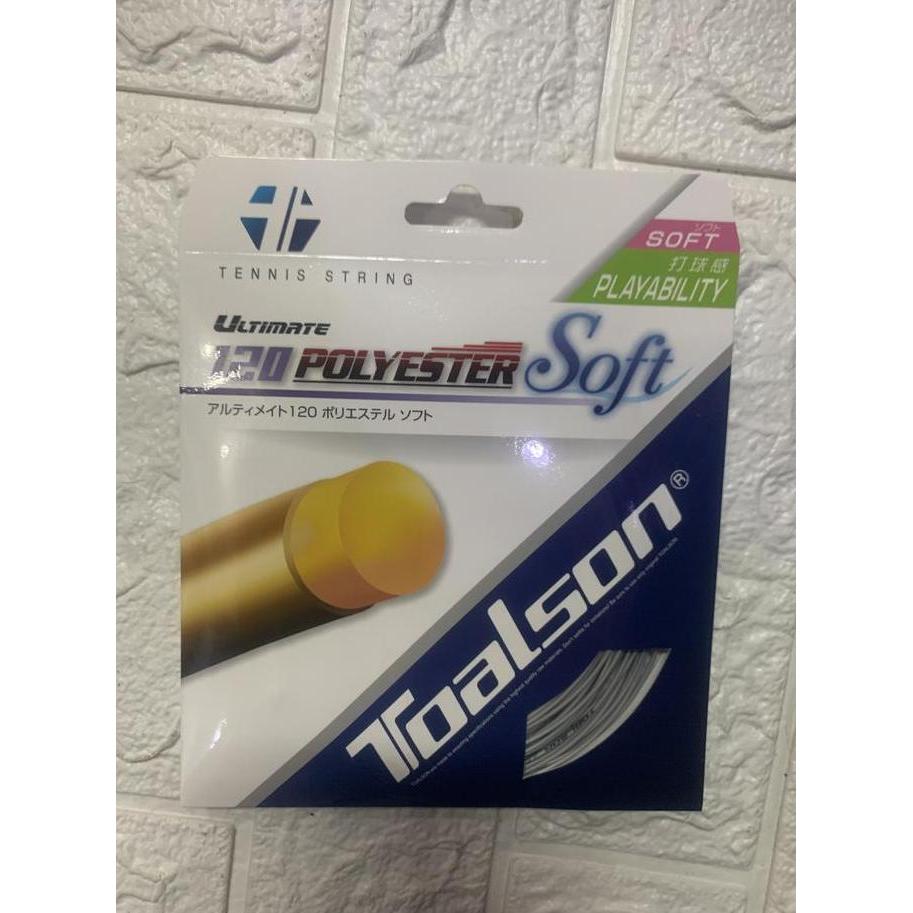 TENNIS STRING
ソフト
SOFT
打球感
PLAYABILITY
ULTIMATE
120 POLYESTER Soft
アルティメイト120 ポリエステル ソフト
Toalson®